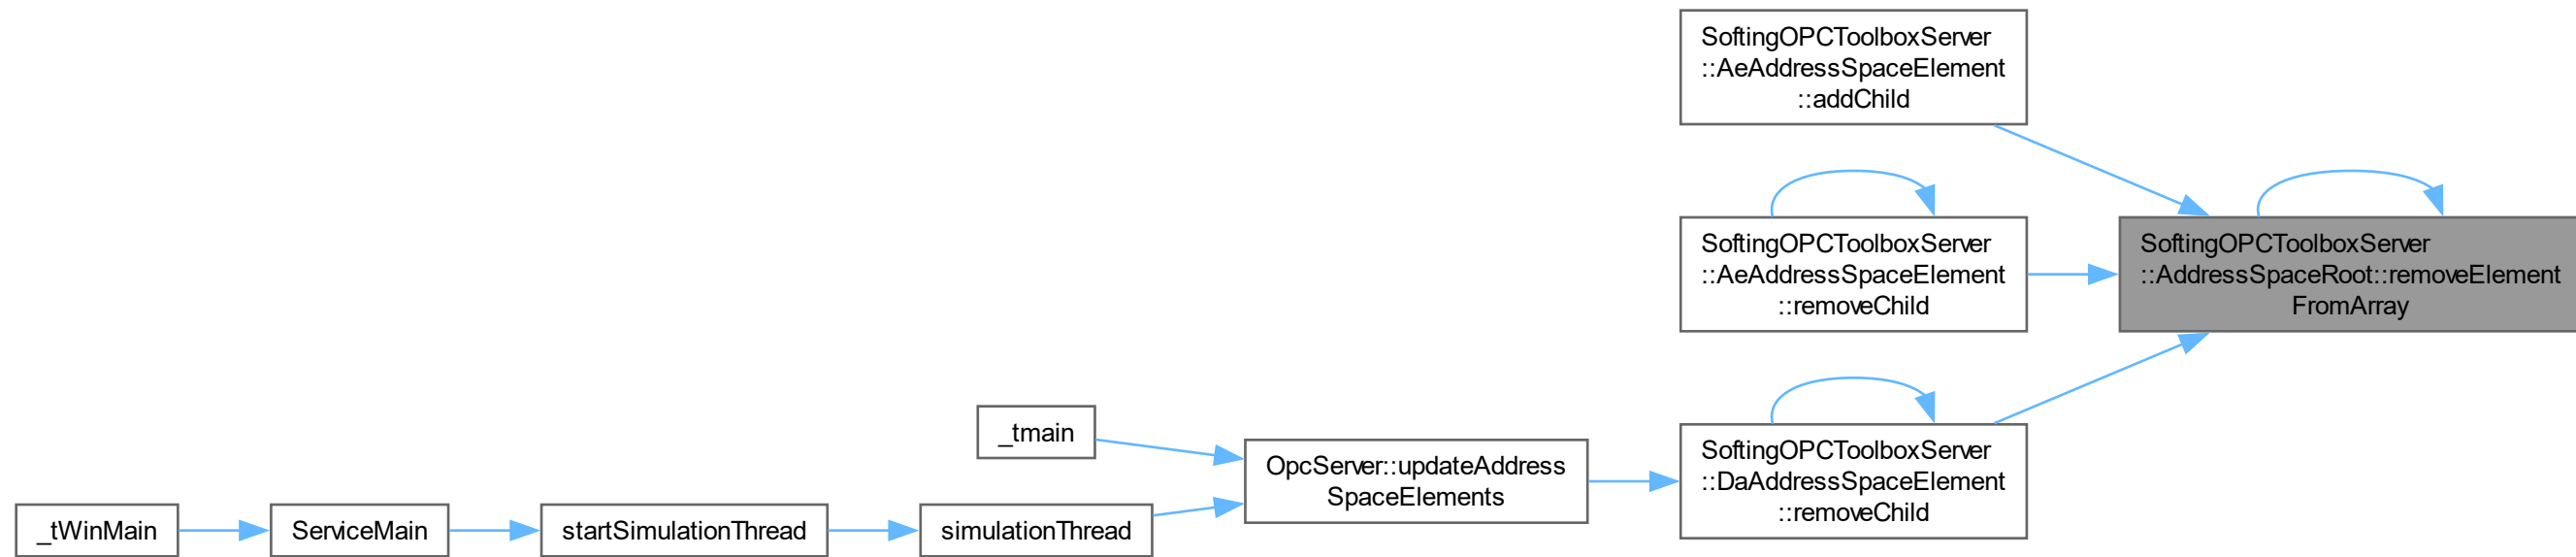 SoftingOPCToolboxServer
::AeAddressSpaceElement
::addChild
SoftingOPCToolboxServer
::AeAddressSpaceElement
::removeChild
SoftingOPCToolboxServer
::AddressSpaceRoot::removeElement
FromArray
_tmain
OpcServer::updateAddress
SpaceElements
SoftingOPCToolboxServer
::DaAddressSpaceElement
::removeChild
_tWinMain
ServiceMain
startSimulationThread
simulationThread